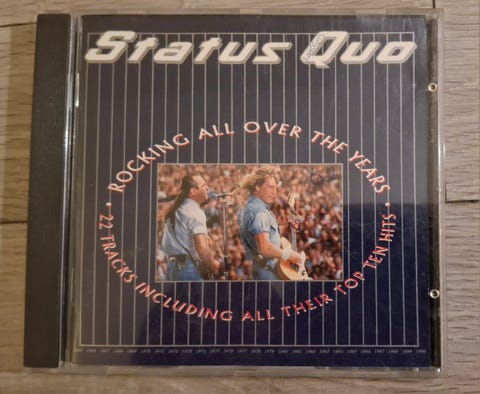 Status Quo
ROCKING ALL OVER THE YEARS
• 22 TRACKS INCLUDING ALL THEIR TOP TEN HITS •